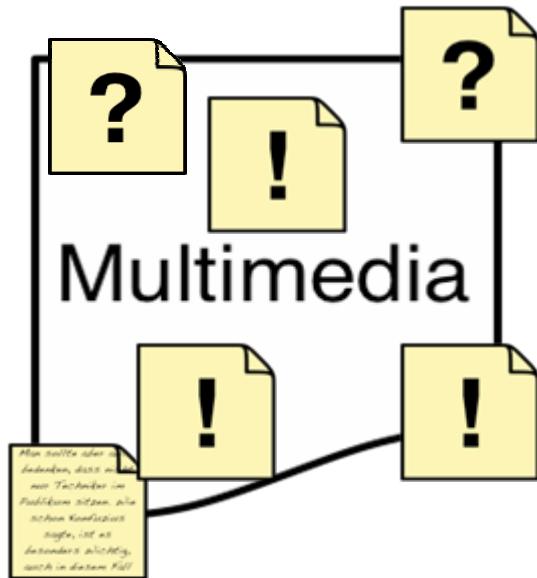 ?
?
!
Multimedia
!
!
Man sollte aber
bedenken, dass
nur Techniker im
Publikum sitzen. Wie
schon Konfuzius
sagte, ist es
besonders wichtig,
auch in diesem Fall